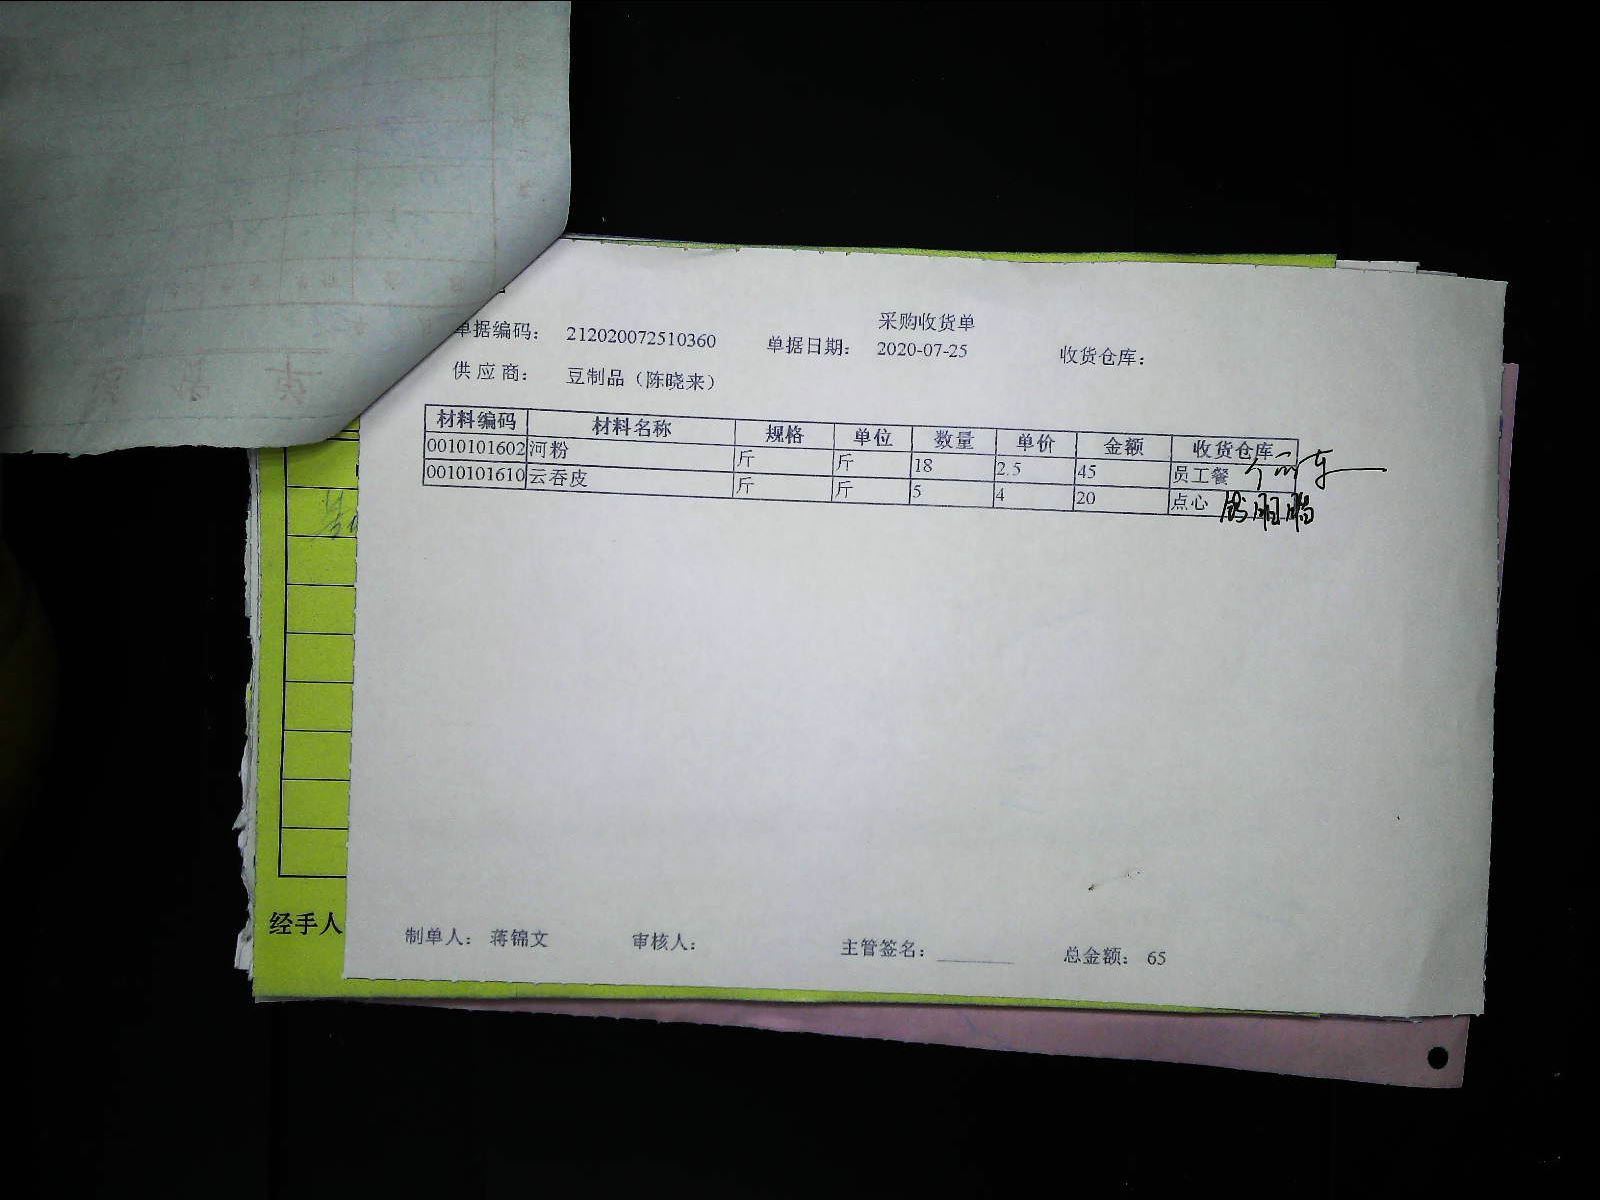 采购收货单
单据编码： 212020072510360 单据日期： 2020-07-25 收货仓库：
供应商： 豆制品（陈晓来）
材料编码 材料名称 规格 单位 数量 单价 金额 收货仓库
0010101602 河粉 斤 斤 18 2.5 45 员工餐
0010101610 云吞皮 斤 斤 5 4 20 点心
经手人
制单人： 蒋锦文 审核人： 主管签名： 总金额： 65